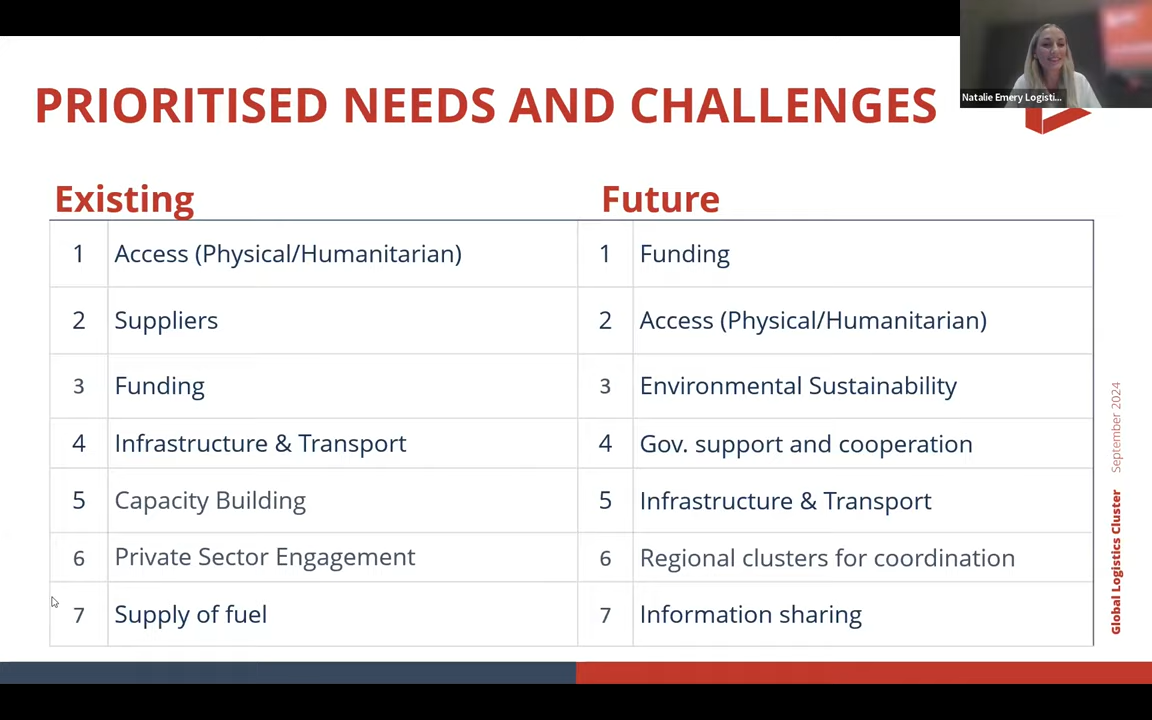 PRIORITISED NEEDS AND CHALLENGES
Natalie Emery Logisti...
Existing
1 Access (Physical/Humanitarian)
2 Suppliers
3 Funding
4 Infrastructure & Transport
5 Capacity Building
6 Private Sector Engagement
7 Supply of fuel
Future
1 Funding
2 Access (Physical/Humanitarian)
3 Environmental Sustainability
4 Gov. support and cooperation
5 Infrastructure & Transport
6 Regional clusters for coordination
7 Information sharing
Global Logistics Cluster September 2024